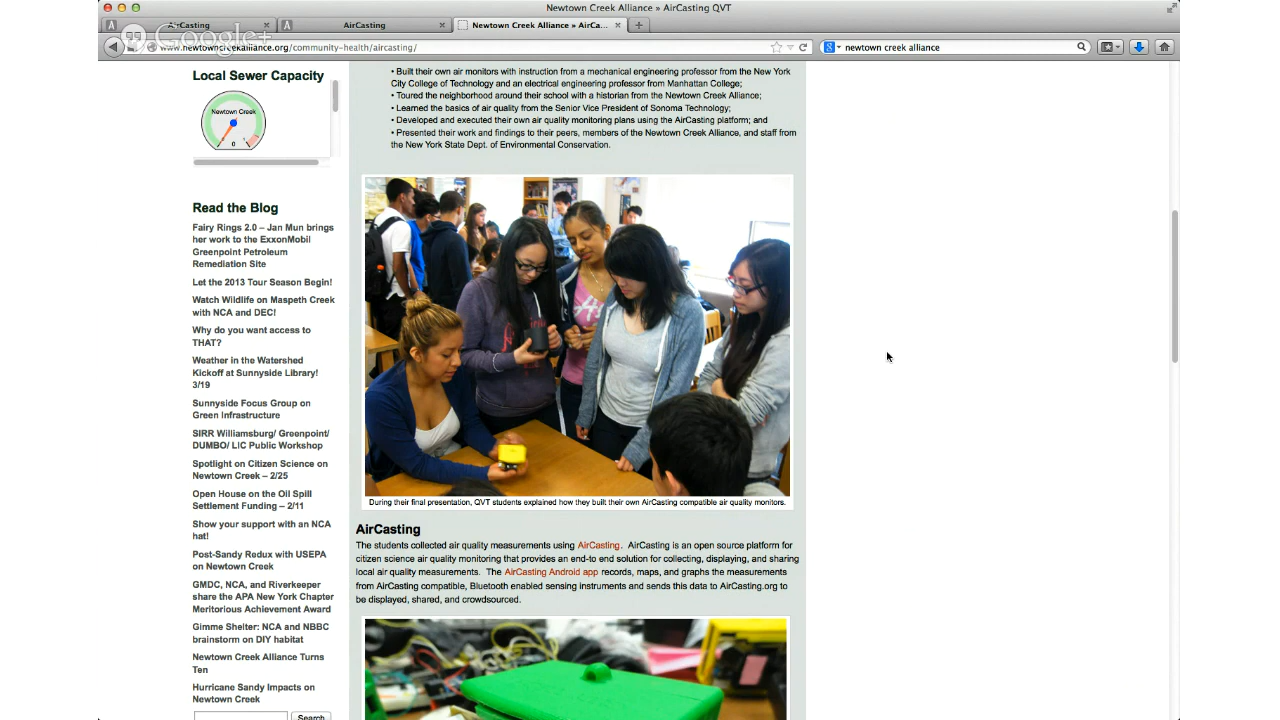 Newtown Creek Alliance » AirCasting QVT
AirCasting
AirCasting
Newtown Creek Alliance » AirCa...
Google+
www.newtowncreekalliance.org/community-health/aircasting/
newtown creek alliance
Local Sewer Capacity
Newtown Creek
0
1
Read the Blog
Fairy Rings 2.0 – Jan Mun brings
her work to the ExxonMobil
Greenpoint Petroleum
Remediation Site
Let the 2013 Tour Season Begin!
Watch Wildlife on Maspeth Creek
with NCA and DEC!
Why do you want access to
THAT?
Weather in the Watershed
Kickoff at Sunnyside Library!
3/19
Sunnyside Focus Group on
Green Infrastructure
SIRR Williamsburg/ Greenpoint/
DUMBO/ LIC Public Workshop
Spotlight on Citizen Science on
Newtown Creek – 2/25
Open House on the Oil Spill
Settlement Funding – 2/11
Show your support with an NCA
hat!
Post-Sandy Redux with USEPA
on Newtown Creek
GMDC, NCA, and Riverkeeper
share the APA New York Chapter
Meritorious Achievement Award
Gimme Shelter: NCA and NBBC
brainstorm on DIY habitat
Newtown Creek Alliance Turns
Ten
Hurricane Sandy Impacts on
Newtown Creek
Search
• Built their own air monitors with instruction from a mechanical engineering professor from the New York
City College of Technology and an electrical engineering professor from Manhattan College;
• Toured the neighborhood around their school with a historian from the Newtown Creek Alliance;
• Learned the basics of air quality from the Senior Vice President of Sonoma Technology;
• Developed and executed their own air quality monitoring plans using the AirCasting platform; and
• Presented their work and findings to their peers, members of the Newtown Creek Alliance, and staff from
the New York State Dept. of Environmental Conservation.
During their final presentation, QVT students explained how they built their own AirCasting compatible air quality monitors.
AirCasting
The students collected air quality measurements using AirCasting. AirCasting is an open source platform for
citizen science air quality monitoring that provides an end-to end solution for collecting, displaying, and sharing
local air quality measurements. The AirCasting Android app records, maps, and graphs the measurements
from AirCasting compatible, Bluetooth enabled sensing instruments and sends this data to AirCasting.org to
be displayed, shared, and crowdsourced.